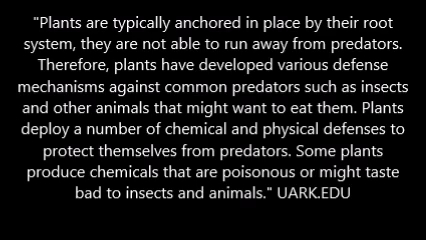 "Plants are typically anchored in place by their root
system, they are not able to run away from predators.
Therefore, plants have developed various defense
mechanisms against common predators such as insects
and other animals that might want to eat them. Plants
deploy a number of chemical and physical defenses to
protect themselves from predators. Some plants
produce chemicals that are poisonous or might taste
bad to insects and animals." UARK.EDU